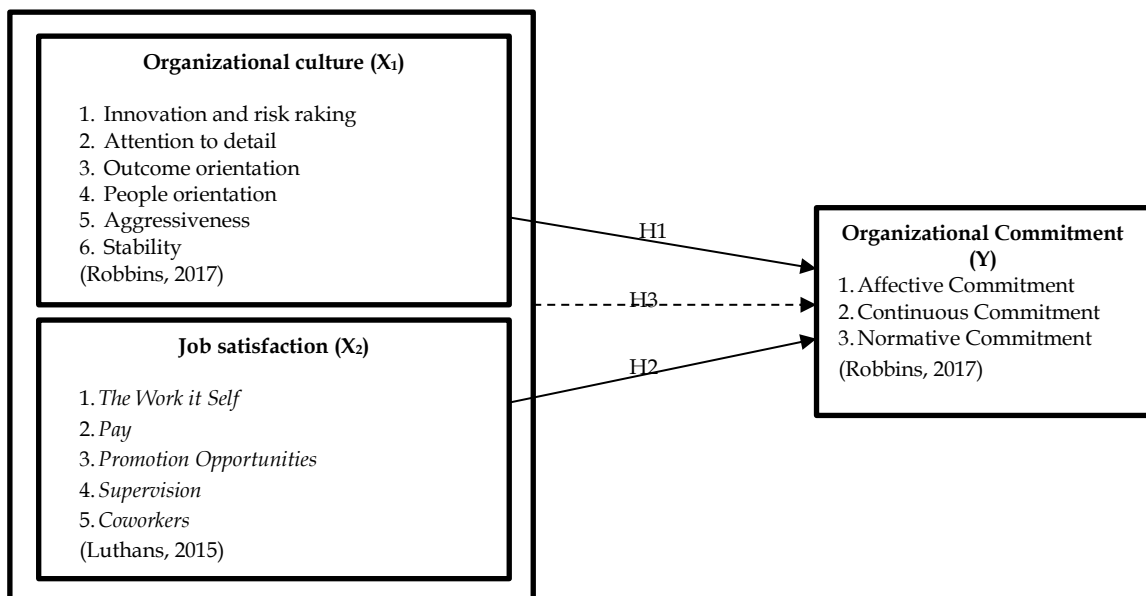 Organizational culture (X₁)
1. Innovation and risk raking
2. Attention to detail
3. Outcome orientation
4. People orientation
5. Aggressiveness
6. Stability
(Robbins, 2017)
Job satisfaction (X₂)
1. The Work it Self
2. Pay
3. Promotion Opportunities
4. Supervision
5. Coworkers
(Luthans, 2015)
H1
H3
H2
Organizational Commitment
(Y)
1. Affective Commitment
2. Continuous Commitment
3. Normative Commitment
(Robbins, 2017)